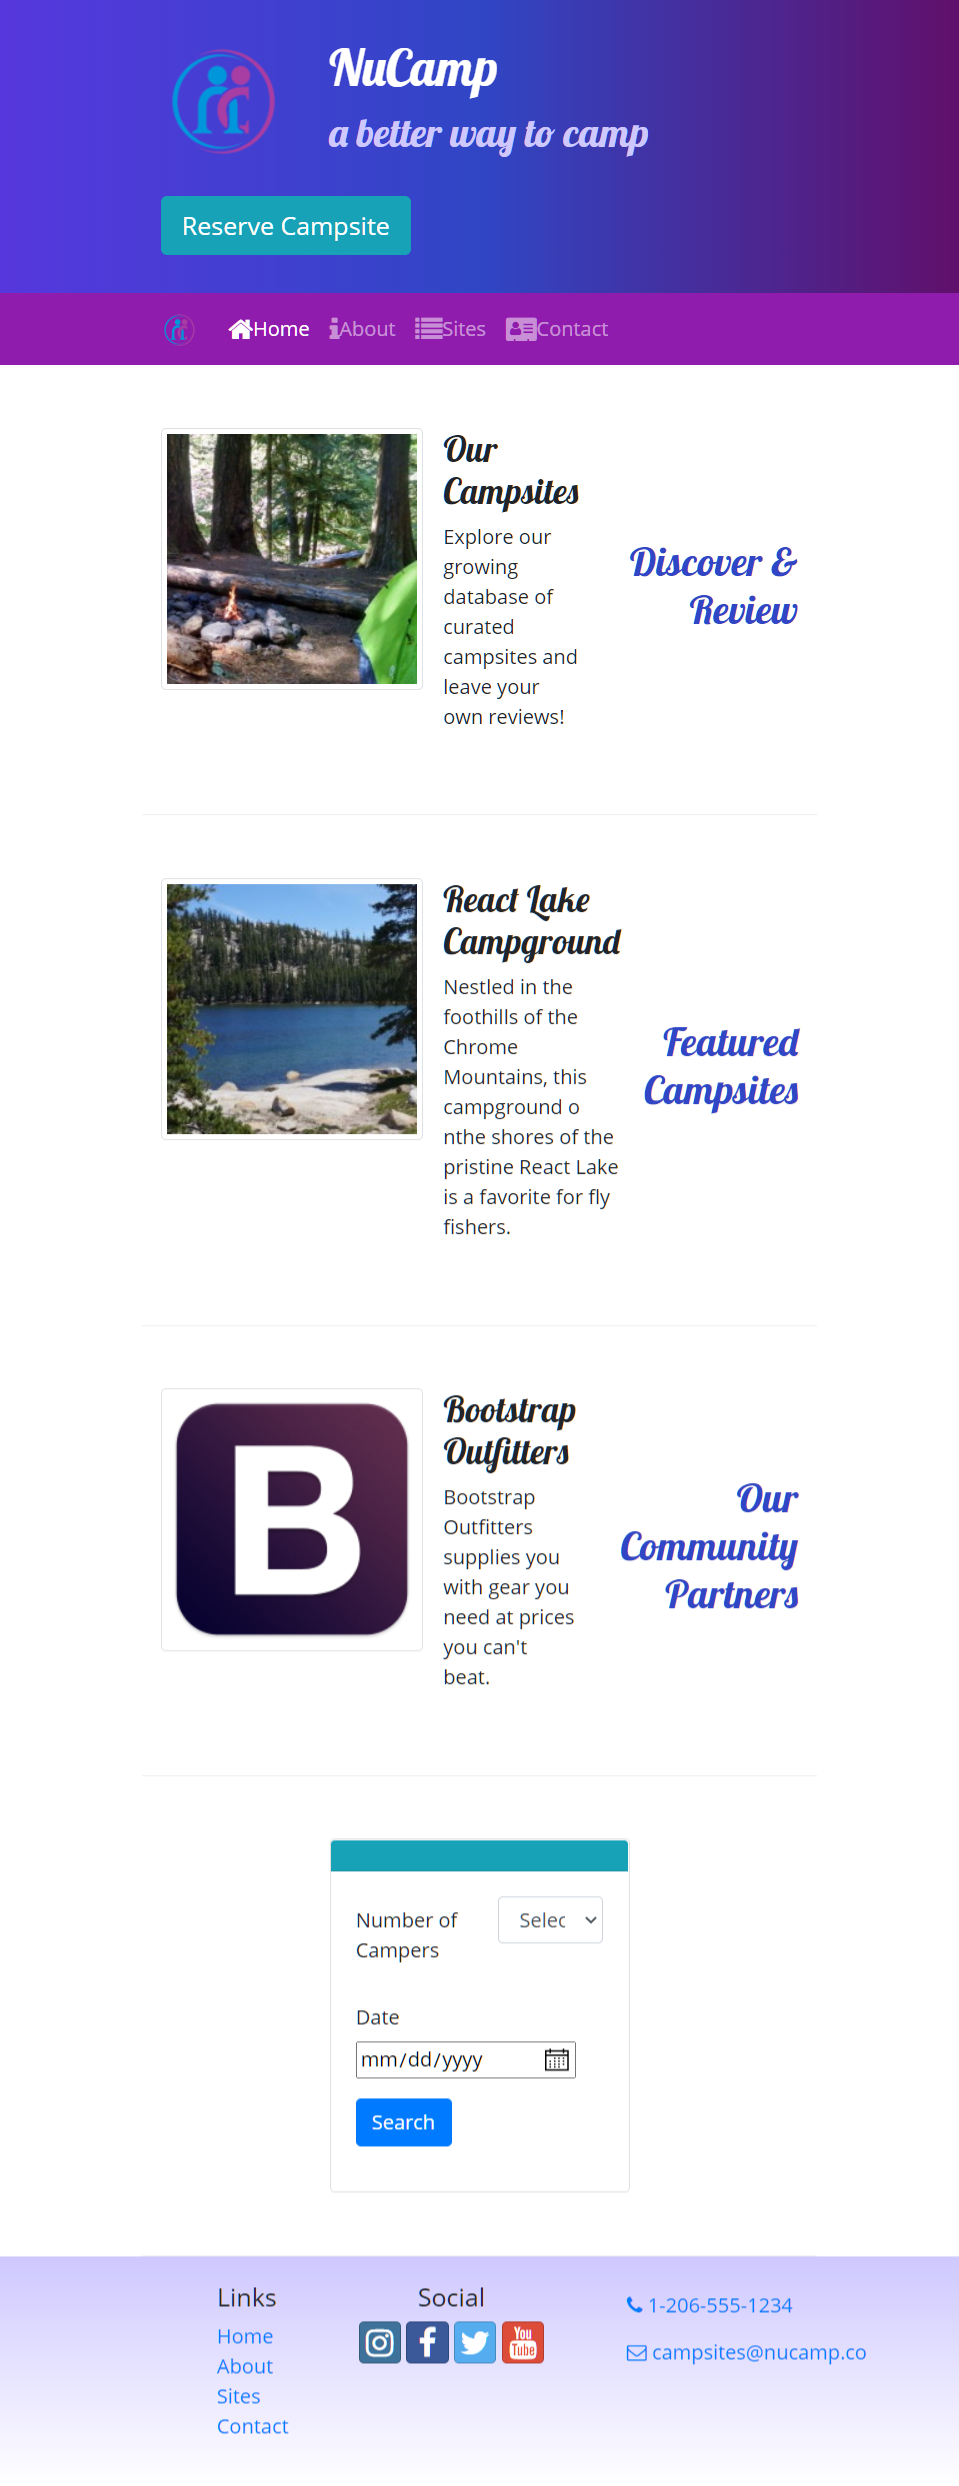 NuCamp
a better way to camp
Reserve Campsite
Home About Sites Contact
Our
Campsites
Explore our
growing
database of
curated
campsites and
leave your
own reviews!
Discover &
Review
React Lake
Campground
Nestled in the
foothills of the
Chrome
Mountains, this
campground o
nthe shores of the
pristine React Lake
is a favorite for fly
fishers.
Featured
Campsites
B
Bootstrap
Outfitters
Bootstrap
Outfitters
supplies you
with gear you
need at prices
you can't
beat.
Our
Community
Partners
Number of
Campers
Selec
Date
mm/dd/yyyy
Search
Links
Home
About
Sites
Contact
Social
You
Tube
1-206-555-1234
campsites@nucamp.co